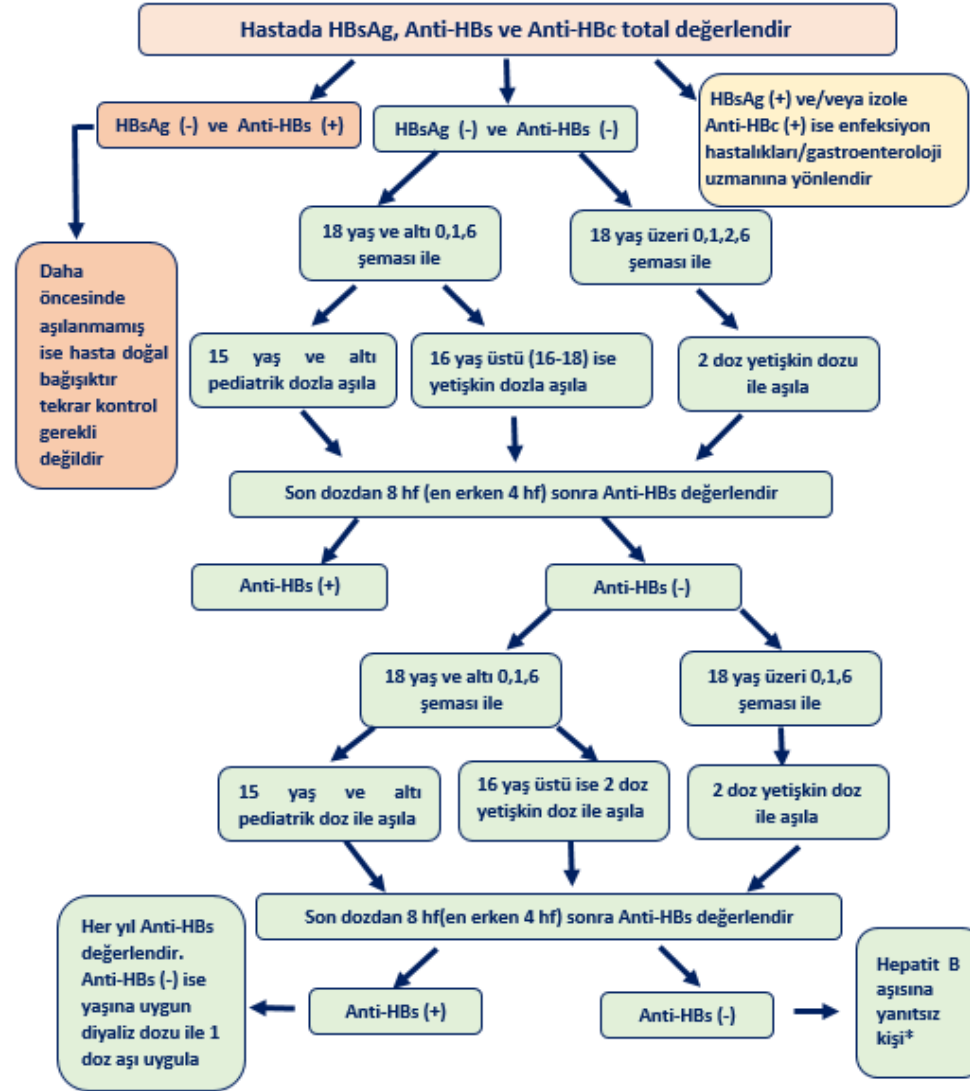 Hastada HBsAg, Anti-HBs ve Anti-HBc total değerlendir
HBsAg (-) ve Anti-HBs (+)
HBsAg (-) ve Anti-HBs (-)
HBsAg (+) ve/veya izole
Anti-HBc (+) ise enfeksiyon
hastalıkları/gastroenteroloji
uzmanına yönlendir
Daha
öncesinde
aşılanmamış
ise hasta doğal
bağışıktır
tekrar kontrol
gerekli
değildir
18 yaş ve altı 0,1,6
şeması ile
18 yaş üzeri 0,1,2,6
şeması ile
15 yaş ve altı
pediatrik dozla aşıla
16 yaş üstü (16-18) ise
yetişkin dozla aşıla
2 doz yetişkin dozu
ile aşıla
Son dozdan 8 hf (en erken 4 hf) sonra Anti-HBs değerlendir
Anti-HBs (+)
Anti-HBs (-)
18 yaş ve altı 0,1,6
şeması ile
18 yaş üzeri 0,1,6
şeması ile
15 yaş ve altı
pediatrik doz ile aşıla
16 yaş üstü ise 2 doz
yetişkin doz ile aşıla
2 doz yetişkin doz
ile aşıla
Son dozdan 8 hf(en erken 4 hf) sonra Anti-HBs değerlendir
Her yıl Anti-HBs
değerlendir.
Anti-HBs (-) ise
yaşına uygun
diyaliz dozu ile 1
doz aşı uygula
Anti-HBs (+)
Anti-HBs (-)
Hepatit B
aşısına
yanıtsız
kişi*